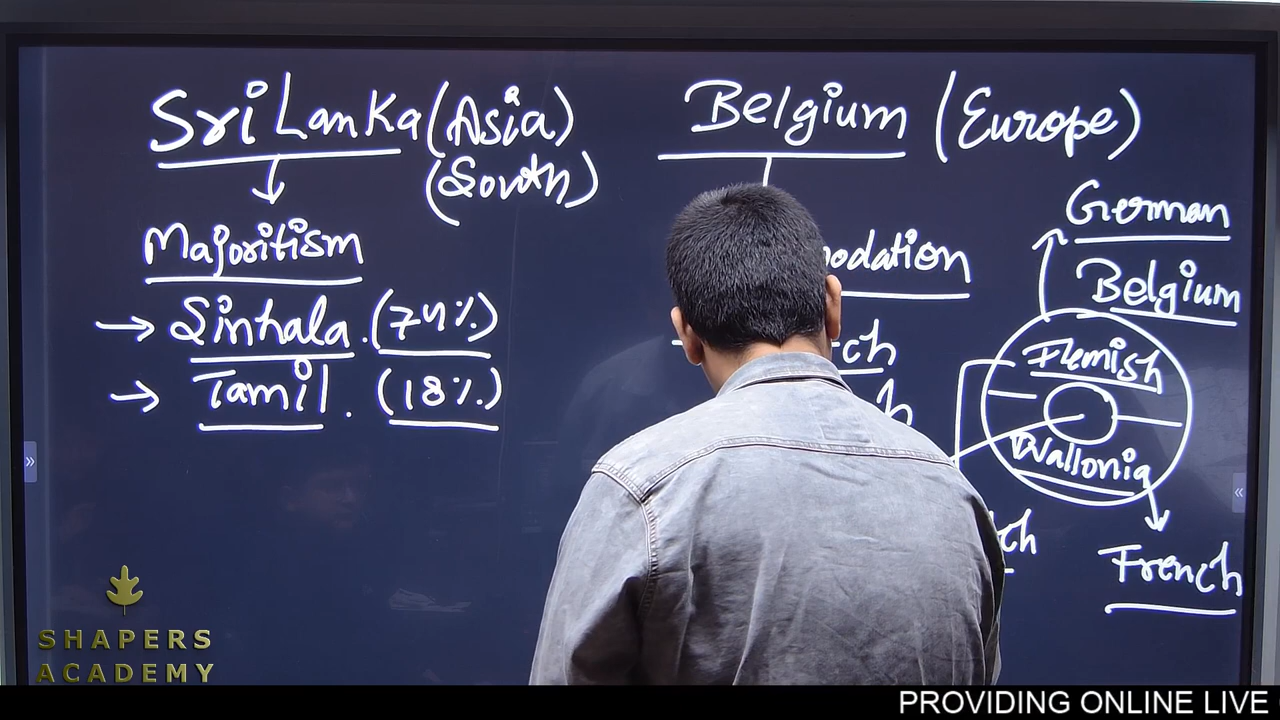 Sri Lanka (Asia)
(South)
Majoritism
→ Sinhala. (74%)
→ Tamil. (18%)
Belgium (Europe)
German
Belgium
Flemish
Wallonia
French
SHAPERS
ACADEMY
PROVIDING ONLINE LIVE